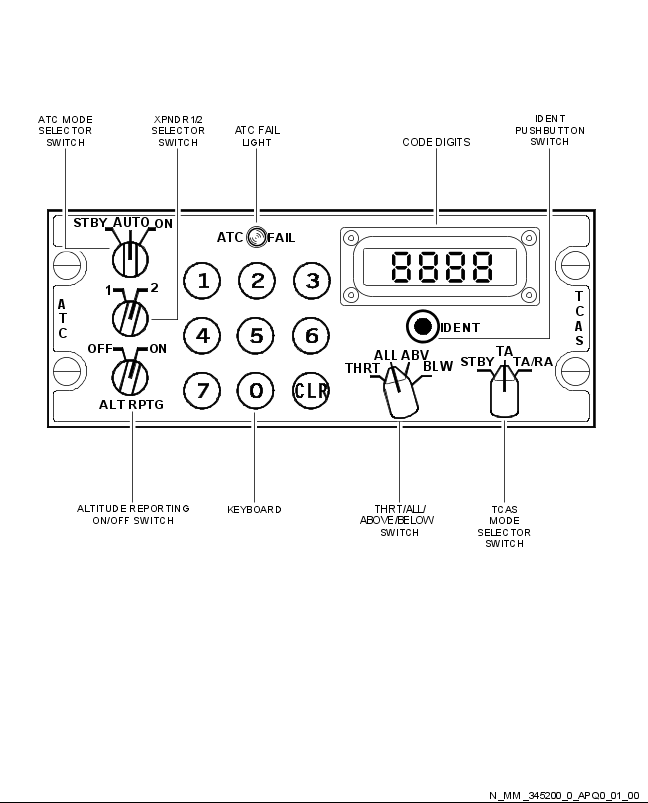 ATC MODE
SELECTOR
SWITCH
XPNDR1/2
SELECTOR
SWITCH
ATC FAIL
LIGHT
CODE DIGITS
IDENT
PUSHBUTTON
SWITCH
STBY AUTO ON
ATC FAIL
8888
1 2 3
1 2
ATC
TCAS
4 5 6
IDENT
OFF ON
ALT RPTG
7 0 CLR
THRT ALL ABV BLW
STBY TA TA/RA
ALTITUDE REPORTING
ON/OFF SWITCH
KEYBOARD
THRT/ALL/
ABOVE/BELOW
SWITCH
TCAS
MODE
SELECTOR
SWITCH
N_MM_345200_0_APQ0_01_00